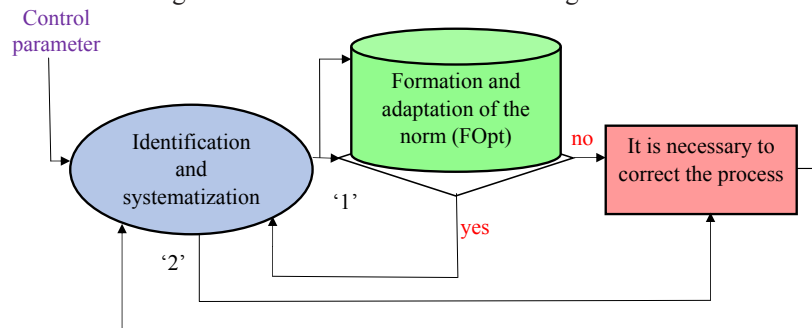 Control
parameter
Formation and
adaptation of the
norm (FOpt)
no
It is necessary to
correct the process
Identification
and
systematization
‘1’
yes
‘2’